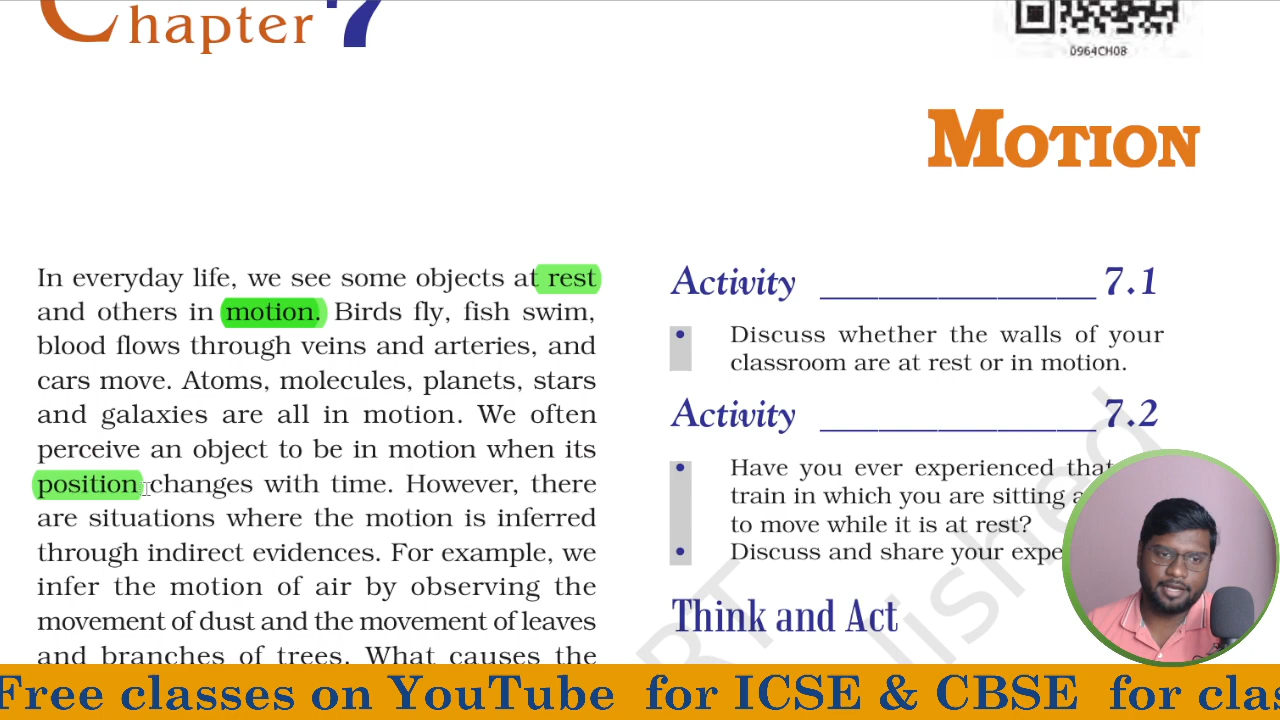 Chapter 7
0964CH08
MOTION
In everyday life, we see some objects at rest
and others in motion. Birds fly, fish swim,
blood flows through veins and arteries, and
cars move. Atoms, molecules, planets, stars
and galaxies are all in motion. We often
perceive an object to be in motion when its
position changes with time. However, there
are situations where the motion is inferred
through indirect evidences. For example, we
infer the motion of air by observing the
movement of dust and the movement of leaves
and branches of trees. What causes the
Activity ______________ 7.1
• Discuss whether the walls of your
classroom are at rest or in motion.
Activity ______________ 7.2
• Have you ever experienced that
train in which you are sitting
to move while it is at rest?
• Discuss and share your
Think and Act
Free classes on YouTube for ICSE & CBSE for